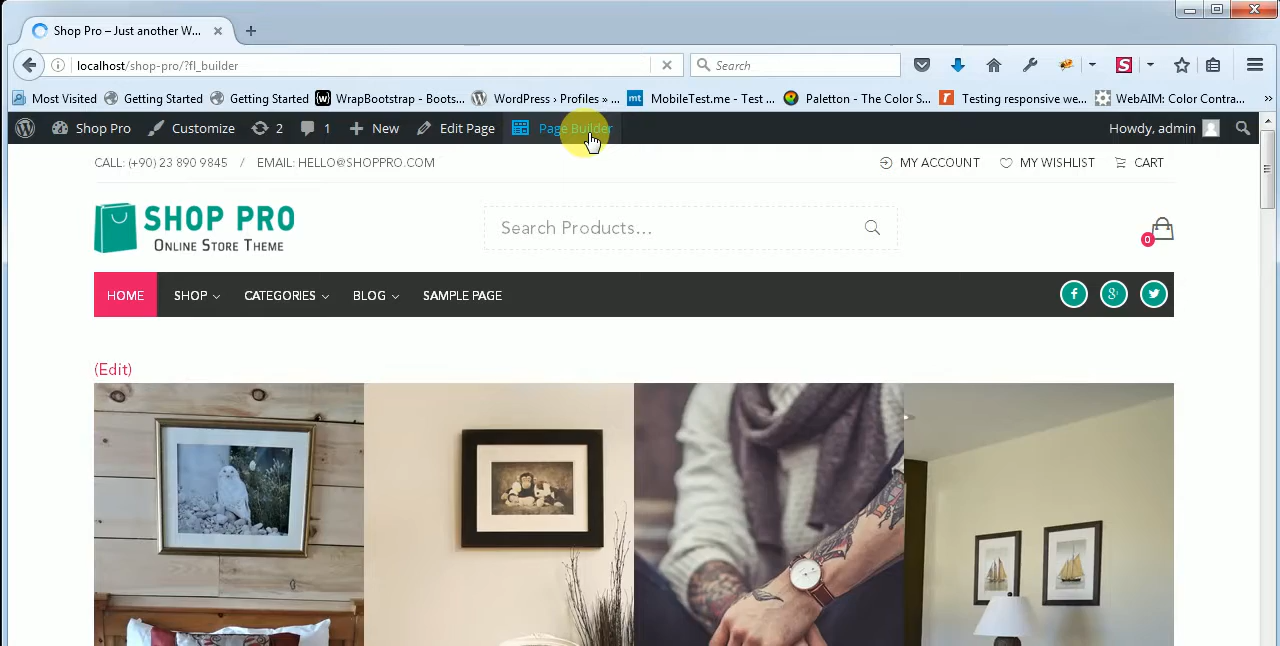 Shop Pro – Just another W...
localhost/shop-pro/?fl_builder
Search
Most Visited Getting Started Getting Started WrapBootstrap - Boots... WordPress › Profiles » ... mt MobileTest.me - Test ... Paletton - The Color S... Testing responsive we... WebAIM: Color Contra... »
Shop Pro Customize 2 1 New Edit Page Page Builder Howdy, admin
CALL: (+90) 23 890 9845 / EMAIL: HELLO@SHOPPRO.COM MY ACCOUNT MY WISHLIST CART
SHOP PRO
ONLINE STORE THEME
Search Products...
0
HOME SHOP CATEGORIES BLOG SAMPLE PAGE
(Edit)